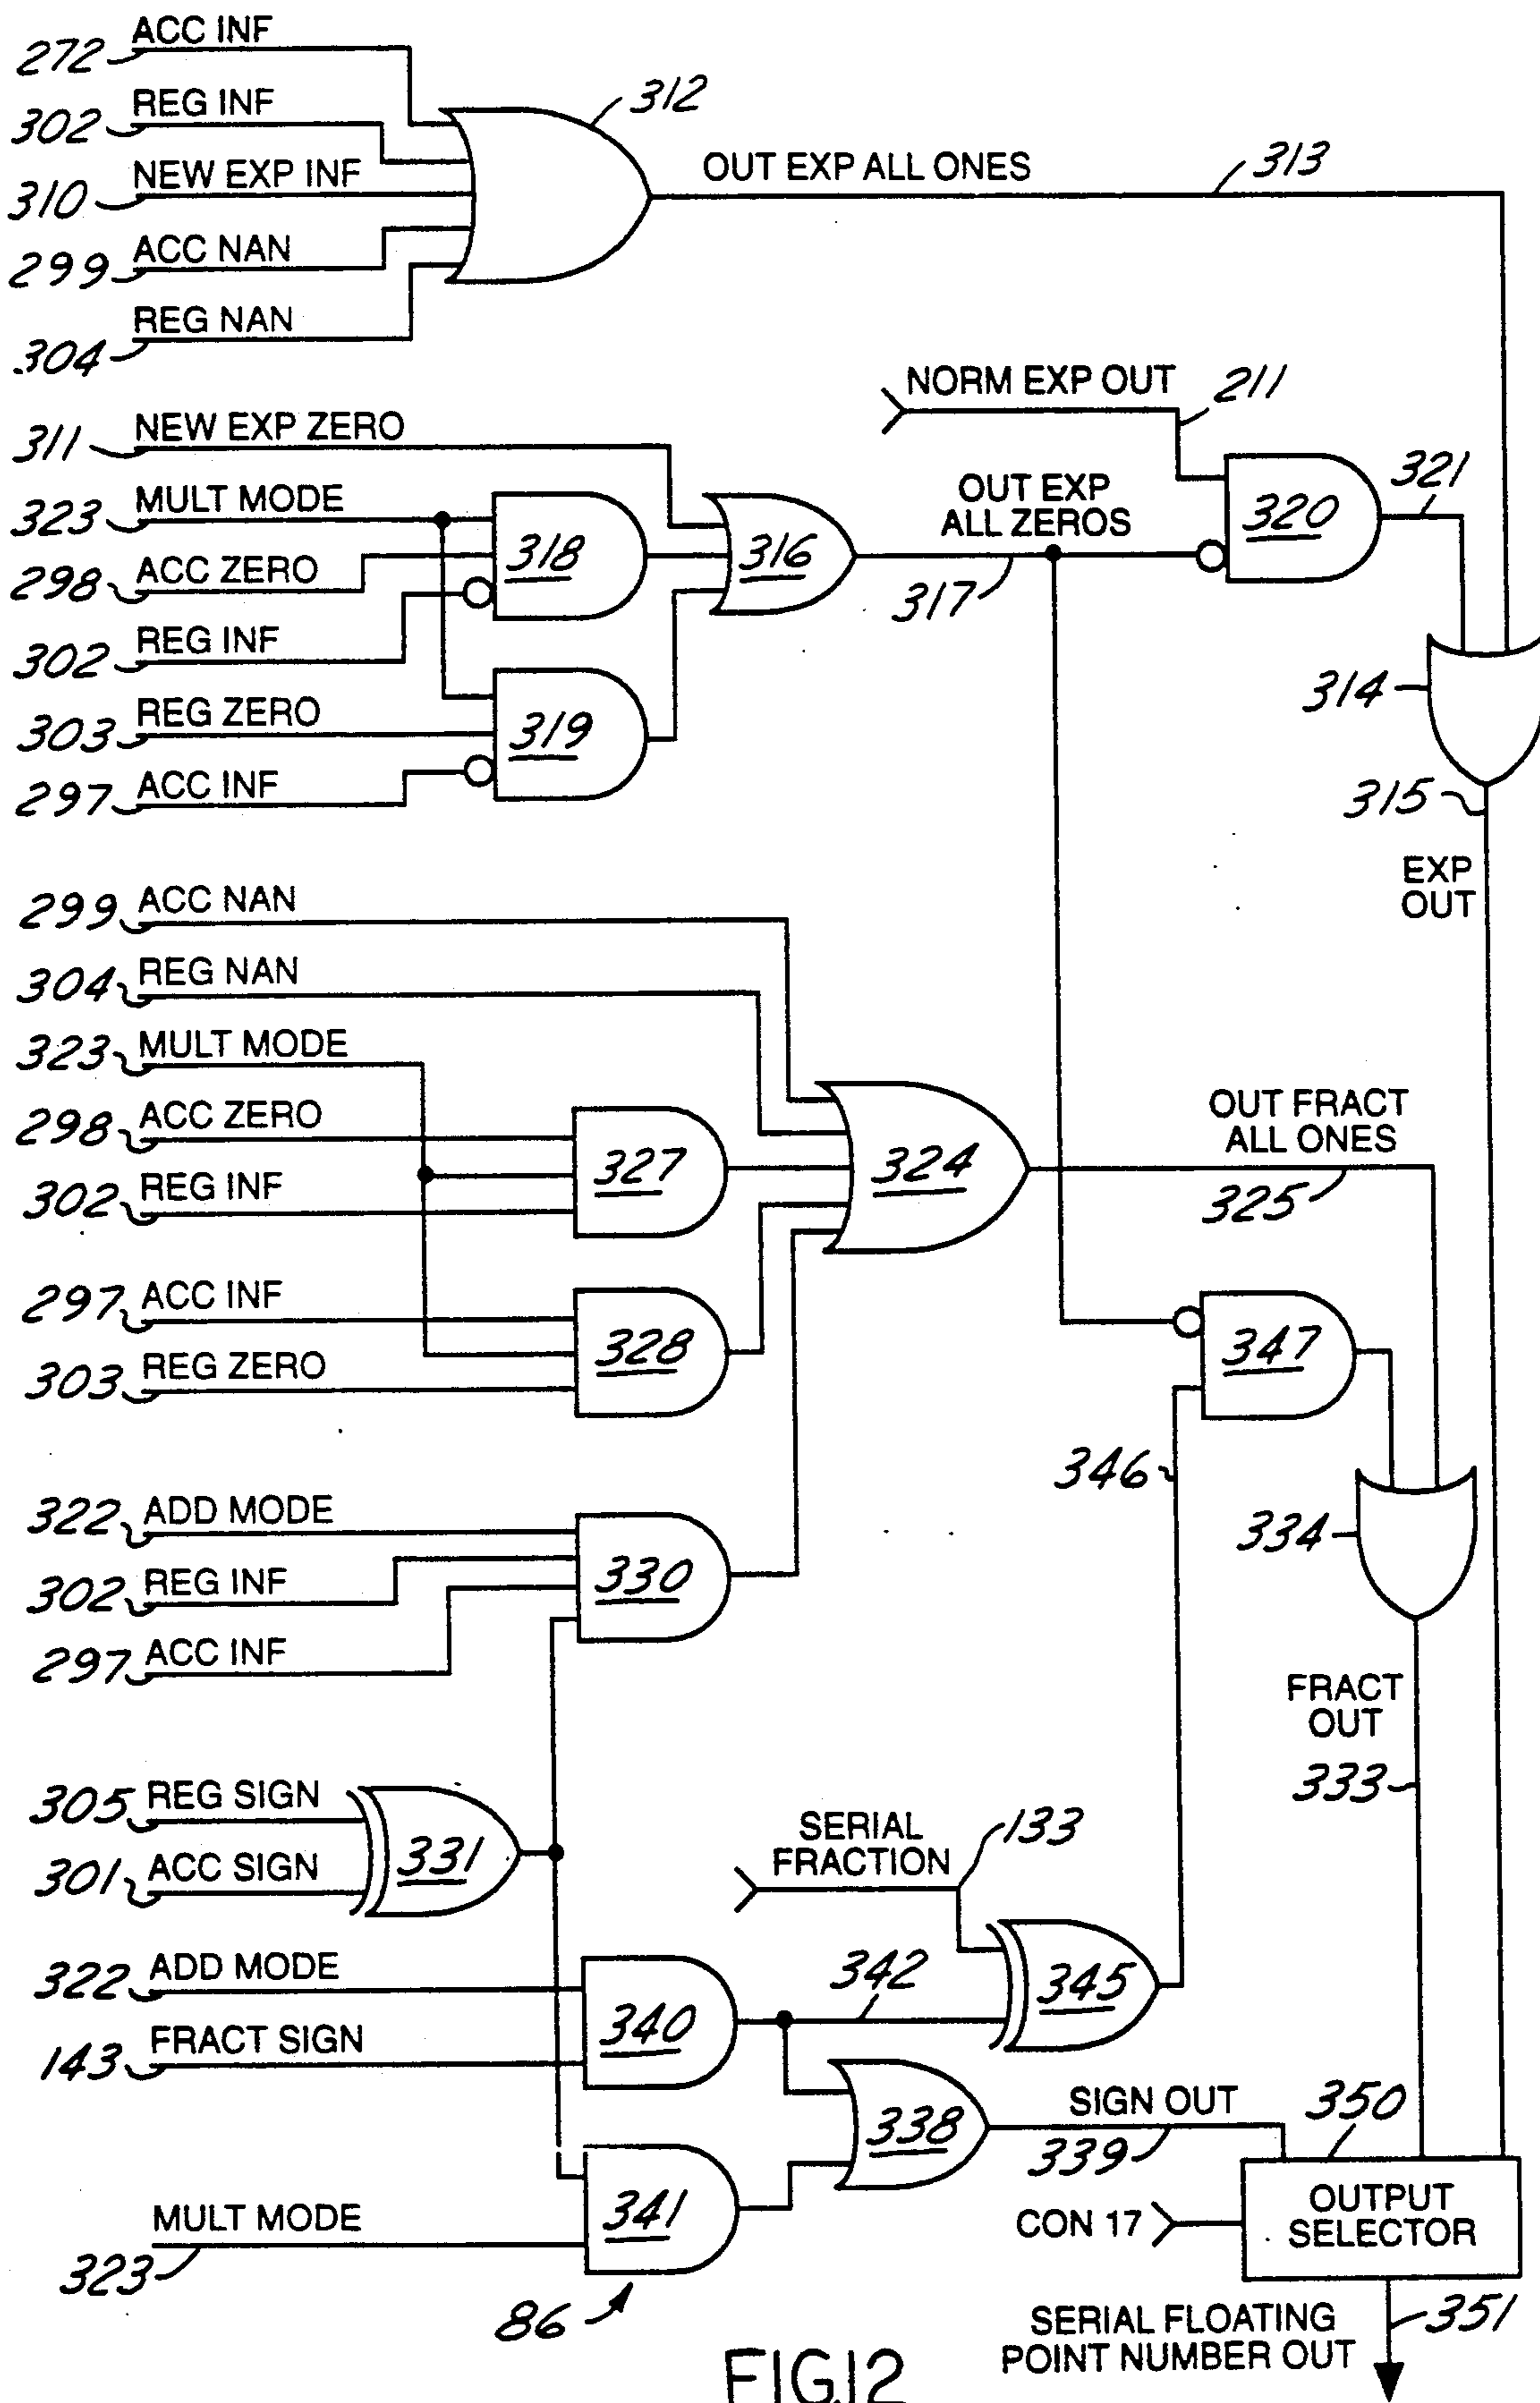 272 ACC INF
302 REG INF
312
310 NEW EXP INF
OUT EXP ALL ONES
313
299 ACC NAN
304 REG NAN
NORM EXP OUT
211
311 NEW EXP ZERO
323 MULT MODE
318
316
OUT EXP
ALL ZEROS
317
320
321
298 ACC ZERO
302 REG INF
303 REG ZERO
319
314
297 ACC INF
315
EXP
OUT
299 ACC NAN
304 REG NAN
323 MULT MODE
298 ACC ZERO
327
324
OUT FRACT
ALL ONES
325
302 REG INF
297 ACC INF
328
347
303 REG ZERO
346
322 ADD MODE
334
302 REG INF
330
297 ACC INF
FRACT
OUT
333
305 REG SIGN
331
SERIAL
FRACTION
133
301 ACC SIGN
322 ADD MODE
340
342
345
143 FRACT SIGN
338
SIGN OUT
339
350
341
MULT MODE
323
CON 17
OUTPUT
SELECTOR
86
SERIAL FLOATING
POINT NUMBER OUT
351
FIG.12